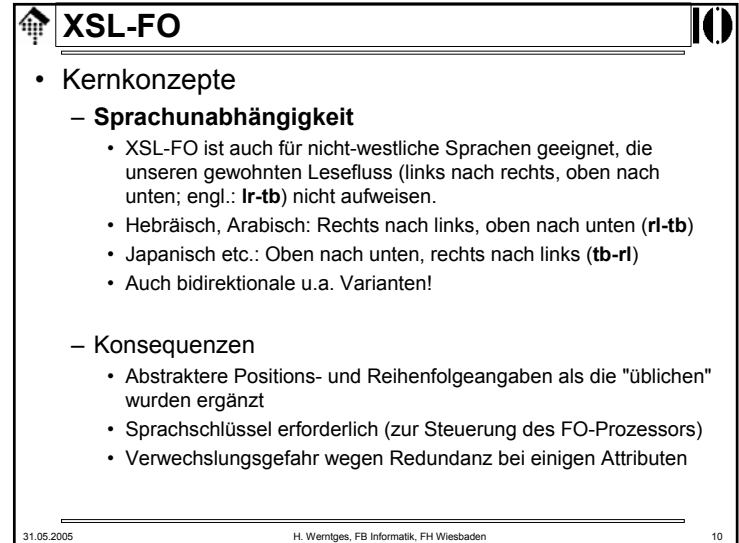 XSL-FO
• Kernkonzepte
– Sprachunabhängigkeit
• XSL-FO ist auch für nicht-westliche Sprachen geeignet, die
unseren gewohnten Lesefluss (links nach rechts, oben nach
unten; engl.: lr-tb) nicht aufweisen.
• Hebräisch, Arabisch: Rechts nach links, oben nach unten (rl-tb)
• Japanisch etc.: Oben nach unten, rechts nach links (tb-rl)
• Auch bidirektionale u.a. Varianten!
– Konsequenzen
• Abstraktere Positions- und Reihenfolgeangaben als die "üblichen"
wurden ergänzt
• Sprachschlüssel erforderlich (zur Steuerung des FO-Prozessors)
• Verwechslungsgefahr wegen Redundanz bei einigen Attributen
31.05.2005 H. Werntges, FB Informatik, FH Wiesbaden 10